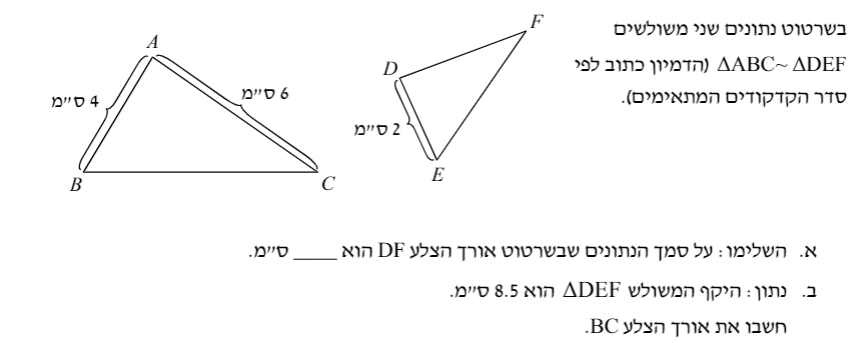 בשרטוט נתונים שני משולשים
ΔABC~ ΔDEF (הדמיון כתוב לפי
סדר הקדקודים המתאימים).
A
4 ס״מ
6 ס״מ
B
C
F
D
2 ס״מ
E
א. השלימו: על סמך הנתונים שבשרטוט אורך הצלע DF הוא ____ ס״מ.
ב. נתון: היקף המשולש ΔDEF הוא 8.5 ס״מ.
חשבו את אורך הצלע BC.